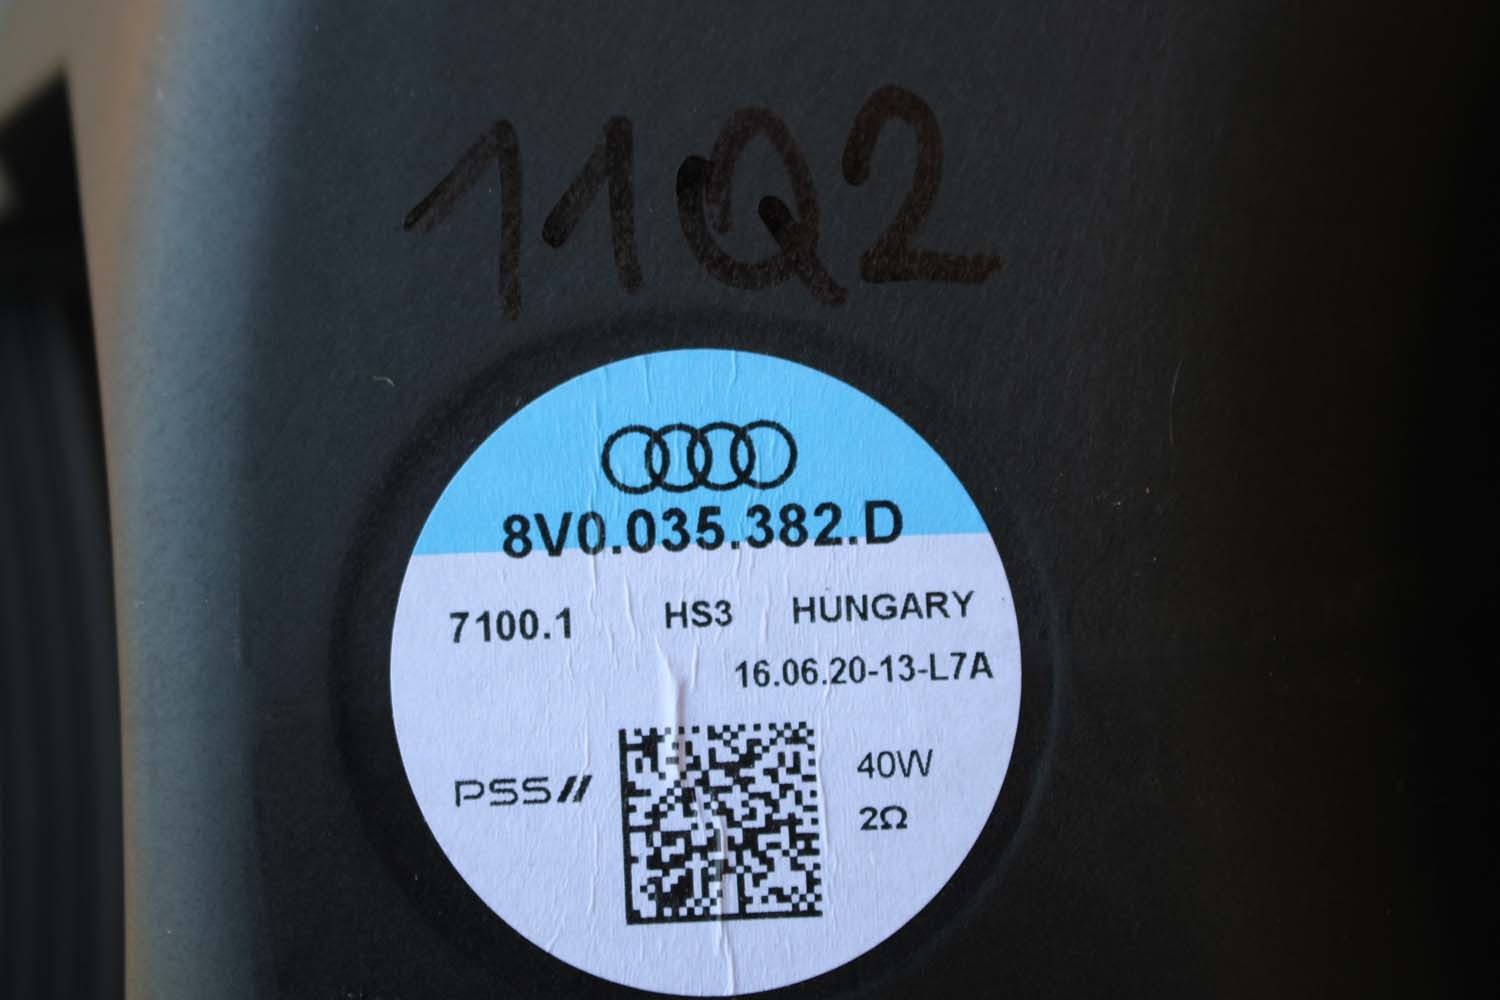 11Q2
8V0.035.382.D
7100.1 HS3 HUNGARY
16.06.20-13-L7A
PSS//
40W
2Ω